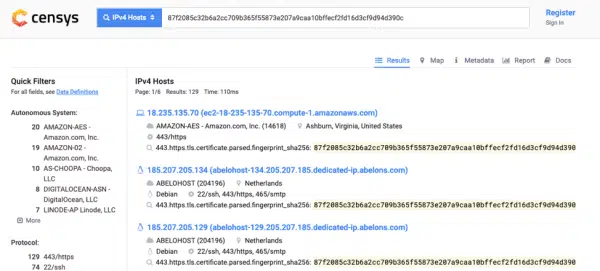 censys
IPv4 Hosts
87f2085c32b6a2cc709b365f55873e207a9caa10bffecf2fd16d3cf9d94d390c
Register
Sign In
Results
Map
Metadata
Report
Docs
Quick Filters
For all fields, see Data Definitions
Autonomous System:
20 AMAZON-AES - Amazon.com, Inc.
19 AMAZON-02 - Amazon.com, Inc.
10 AS-CHOOPA - Choopa, LLC
8 DIGITALOCEAN-ASN - DigitalOcean, LLC
7 LINODE-AP Linode, LLC
More
Protocol:
129 443/https
44 22/ssh
IPv4 Hosts
Page: 1/6 Results: 129 Time: 110ms
18.235.135.70 (ec2-18-235-135-70.compute-1.amazonaws.com)
AMAZON-AES - Amazon.com, Inc. (14618) Ashburn, Virginia, United States
443/https
443.https.tls.certificate.parsed.fingerprint_sha256: 87f2085c32b6a2cc709b365f55873e207a9caa10bffecf2fd16d3cf9d94d390
185.207.205.134 (abelohost-134.205.207.185.dedicated-ip.abelons.com)
ABELOHOST (204196) Netherlands
Debian 22/ssh, 443/https, 465/smtp
443.https.tls.certificate.parsed.fingerprint_sha256: 87f2085c32b6a2cc709b365f55873e207a9caa10bffecf2fd16d3cf9d94d390
185.207.205.129 (abelohost-129.205.207.185.dedicated-ip.abelons.com)
ABELOHOST (204196) Netherlands
Debian 22/ssh, 443/https, 465/smtp
443.https.tls.certificate.parsed.fingerprint_sha256: 87f2085c32b6a2cc709b365f55873e207a9caa10bffecf2fd16d3cf9d94d390